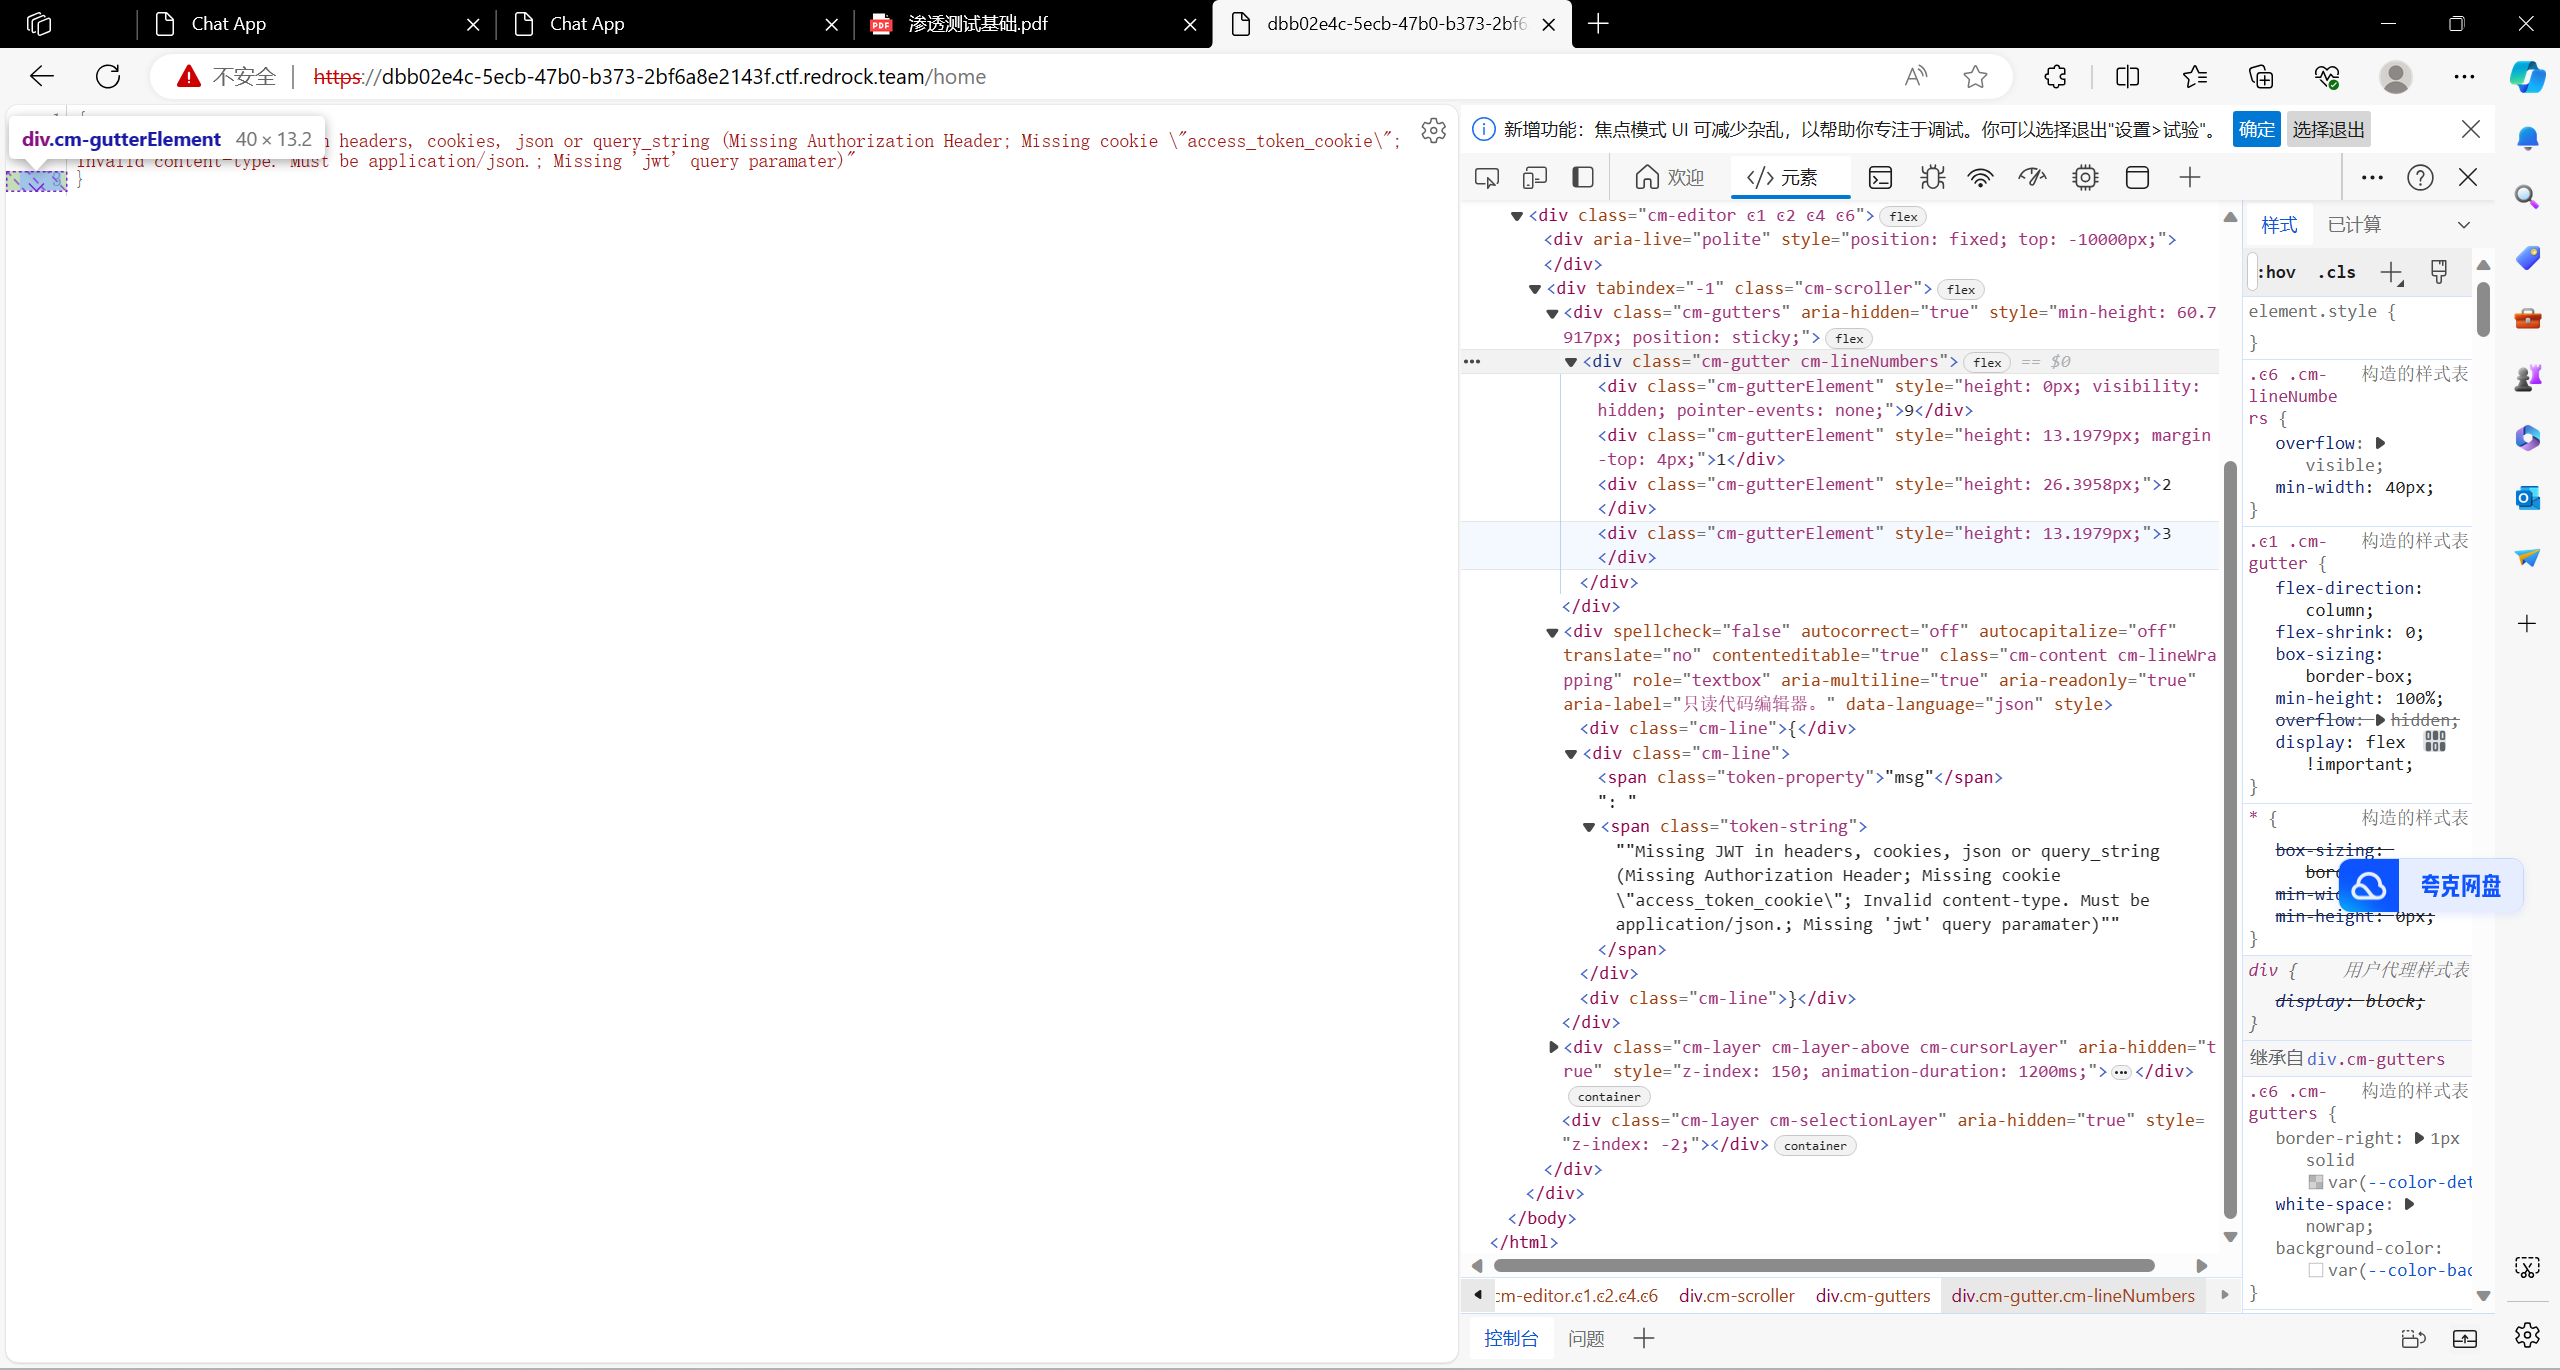 Chat App
Chat App
渗透测试基础.pdf
dbb02e4c-5ecb-47b0-b373-2bf6
不安全
https://dbb02e4c-5ecb-47b0-b373-2bf6a8e2143f.ctf.redrock.team/home
div.cm-gutterElement 40 × 13.2
headers, cookies, json or query_string (Missing Authorization Header; Missing cookie \"access_token_cookie\";
Invalid content-type. Must be application/json.; Missing 'jwt' query paramater)"
}
新增功能：焦点模式 UI 可减少杂乱，以帮助你专注于调试。你可以选择退出"设置>试验"。
确定
选择退出
欢迎
元素
<div class="cm-editor ͼ1 ͼ2 ͼ4 ͼ6"> flex
<div aria-live="polite" style="position: fixed; top: -10000px;">
</div>
<div tabindex="-1" class="cm-scroller"> flex
<div class="cm-gutters" aria-hidden="true" style="min-height: 60.7
917px; position: sticky;"> flex
<div class="cm-gutter cm-lineNumbers"> flex == $0
<div class="cm-gutterElement" style="height: 0px; visibility:
hidden; pointer-events: none;">9</div>
<div class="cm-gutterElement" style="height: 13.1979px; margin
-top: 4px;">1</div>
<div class="cm-gutterElement" style="height: 26.3958px;">2
</div>
<div class="cm-gutterElement" style="height: 13.1979px;">3
</div>
</div>
</div>
<div spellcheck="false" autocorrect="off" autocapitalize="off"
translate="no" contenteditable="true" class="cm-content cm-lineWra
pping" role="textbox" aria-multiline="true" aria-readonly="true"
aria-label="只读代码编辑器。" data-language="json" style>
<div class="cm-line">{</div>
<div class="cm-line">
<span class="token-property">"msg"</span>
": "
<span class="token-string">
""Missing JWT in headers, cookies, json or query_string
(Missing Authorization Header; Missing cookie
\"access_token_cookie\"; Invalid content-type. Must be
application/json.; Missing 'jwt' query paramater)""
</span>
</div>
<div class="cm-line">}</div>
</div>
<div class="cm-layer cm-layer-above cm-cursorLayer" aria-hidden="t
rue" style="z-index: 150; animation-duration: 1200ms;"> … </div>
container
<div class="cm-layer cm-selectionLayer" aria-hidden="true" style=
"z-index: -2;"></div> container
</div>
</div>
</body>
</html>
cm-editor.ͼ1.ͼ2.ͼ4.ͼ6 div.cm-scroller div.cm-gutters div.cm-gutter.cm-lineNumbers
控制台 问题
样式 已计算
:hov .cls
element.style {
}
.ͼ6 .cm- 构造的样式表
lineNumbe
rs {
overflow:
visible;
min-width: 40px;
}
.ͼ1 .cm- 构造的样式表
gutter {
flex-direction:
column;
flex-shrink: 0;
box-sizing:
border-box;
min-height: 100%;
overflow: hidden;
display: flex
!important;
}
* { 构造的样式表
box-sizing:
min-height: 0px;
}
夸克网盘
div { 用户代理样式表
display: block;
}
继承自 div.cm-gutters
.ͼ6 .cm- 构造的样式表
gutters {
border-right: 1px
solid
var(--color-det
white-space:
nowrap;
background-color:
var(--color-bac
}